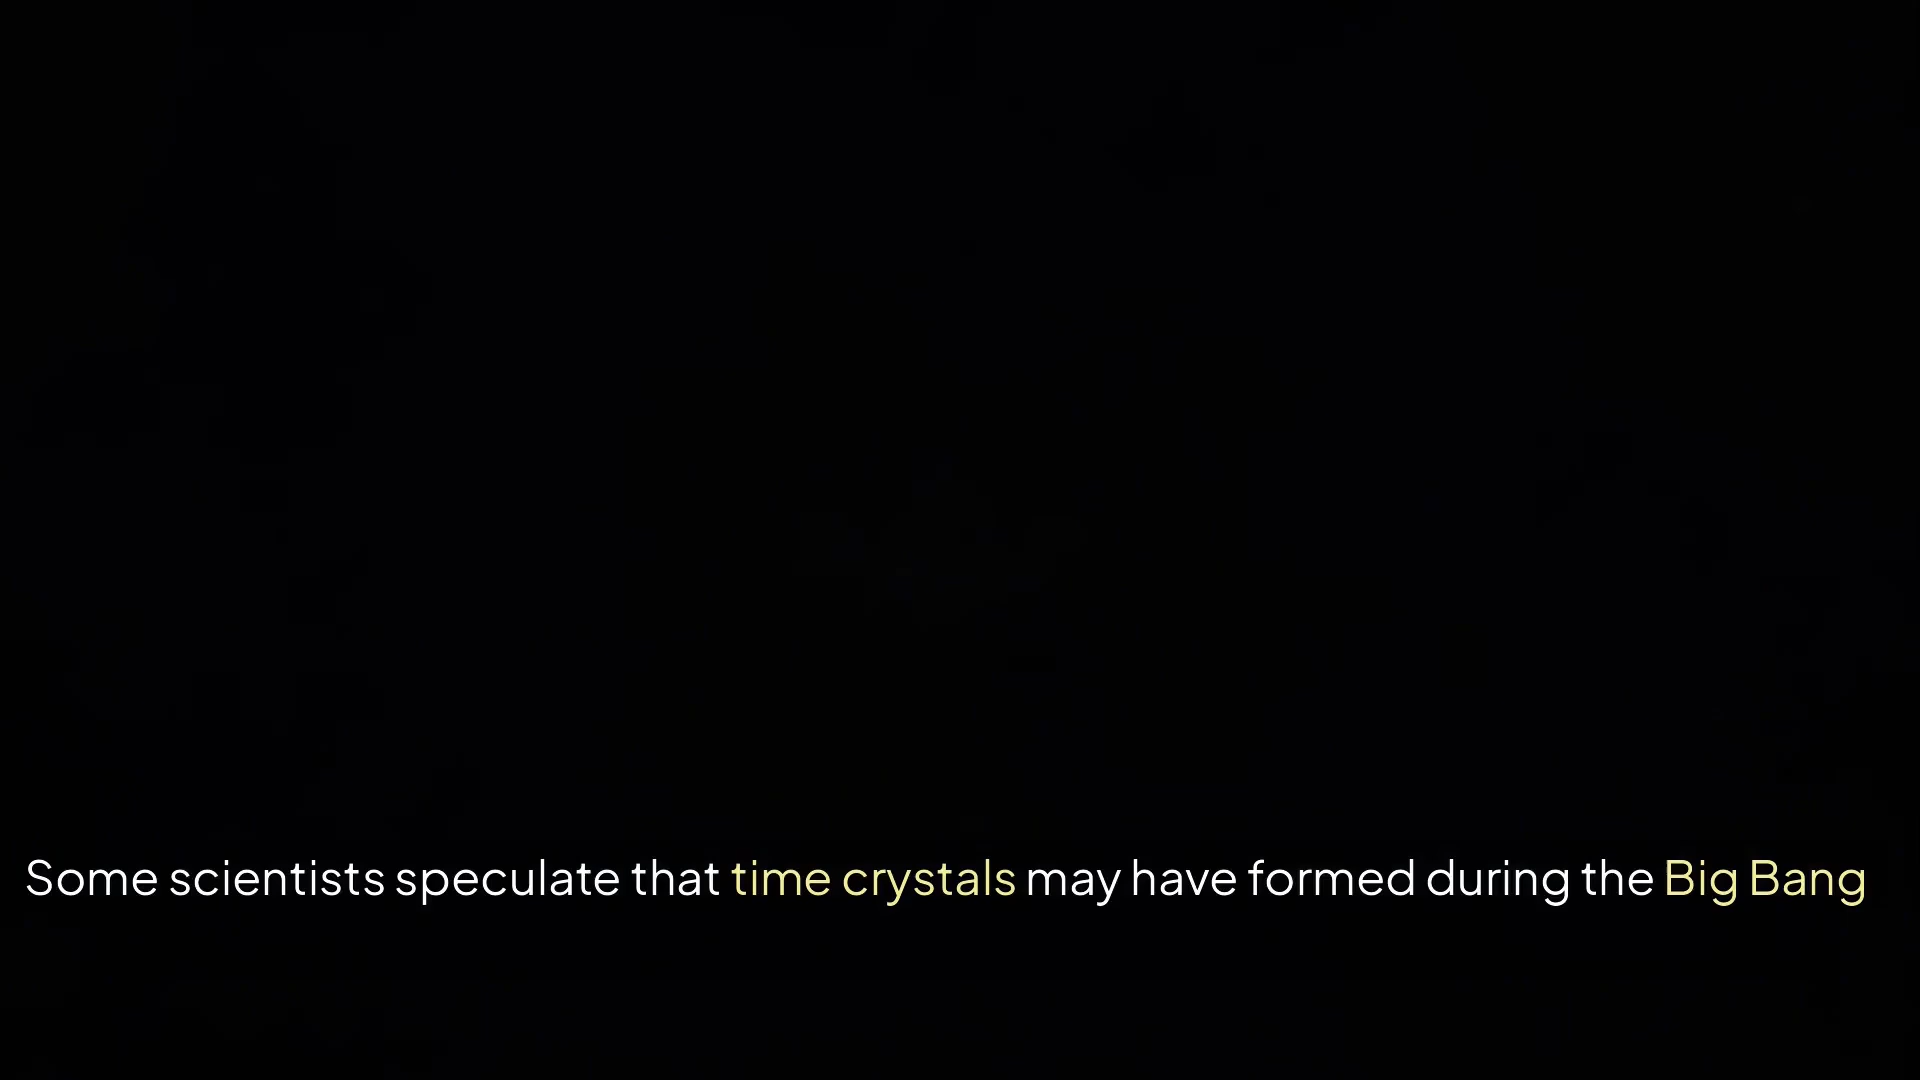 Some scientists speculate that time crystals may have formed during the Big Bang